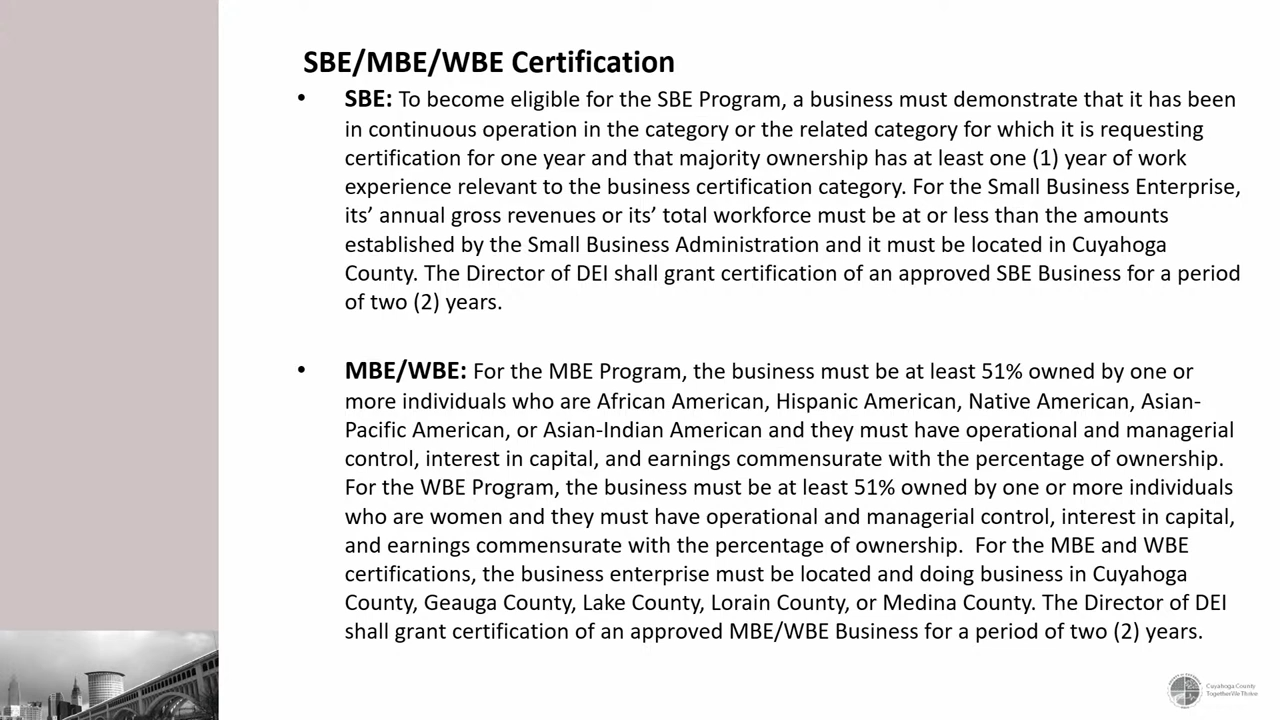 SBE/MBE/WBE Certification
• SBE: To become eligible for the SBE Program, a business must demonstrate that it has been
in continuous operation in the category or the related category for which it is requesting
certification for one year and that majority ownership has at least one (1) year of work
experience relevant to the business certification category. For the Small Business Enterprise,
its’ annual gross revenues or its’ total workforce must be at or less than the amounts
established by the Small Business Administration and it must be located in Cuyahoga
County. The Director of DEI shall grant certification of an approved SBE Business for a period
of two (2) years.
• MBE/WBE: For the MBE Program, the business must be at least 51% owned by one or
more individuals who are African American, Hispanic American, Native American, Asian-
Pacific American, or Asian-Indian American and they must have operational and managerial
control, interest in capital, and earnings commensurate with the percentage of ownership.
For the WBE Program, the business must be at least 51% owned by one or more individuals
who are women and they must have operational and managerial control, interest in capital,
and earnings commensurate with the percentage of ownership.  For the MBE and WBE
certifications, the business enterprise must be located and doing business in Cuyahoga
County, Geauga County, Lake County, Lorain County, or Medina County. The Director of DEI
shall grant certification of an approved MBE/WBE Business for a period of two (2) years.
Cuyahoga County
Together We Thrive